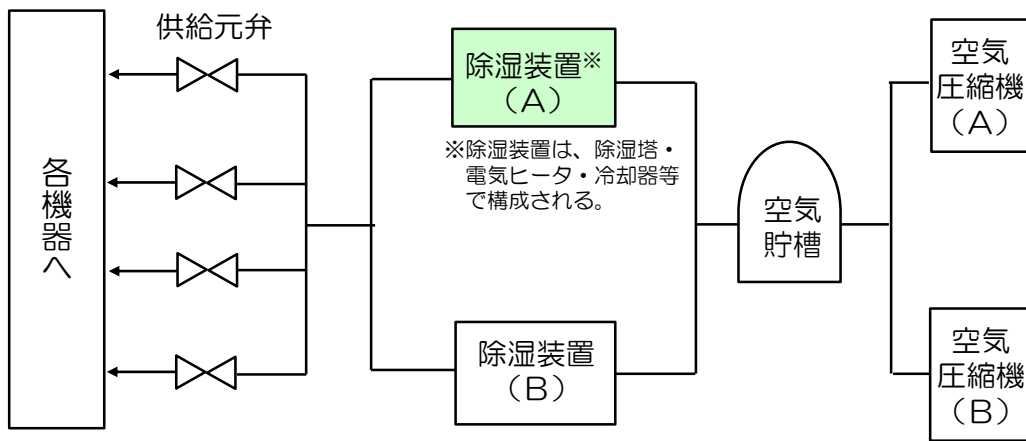 供給元弁
各機器へ
除湿装置※
（A）
※除湿装置は、除湿塔・
電気ヒータ・冷却器等
で構成される。
除湿装置
（B）
空気
貯槽
空気
圧縮機
（A）
空気
圧縮機
（B）